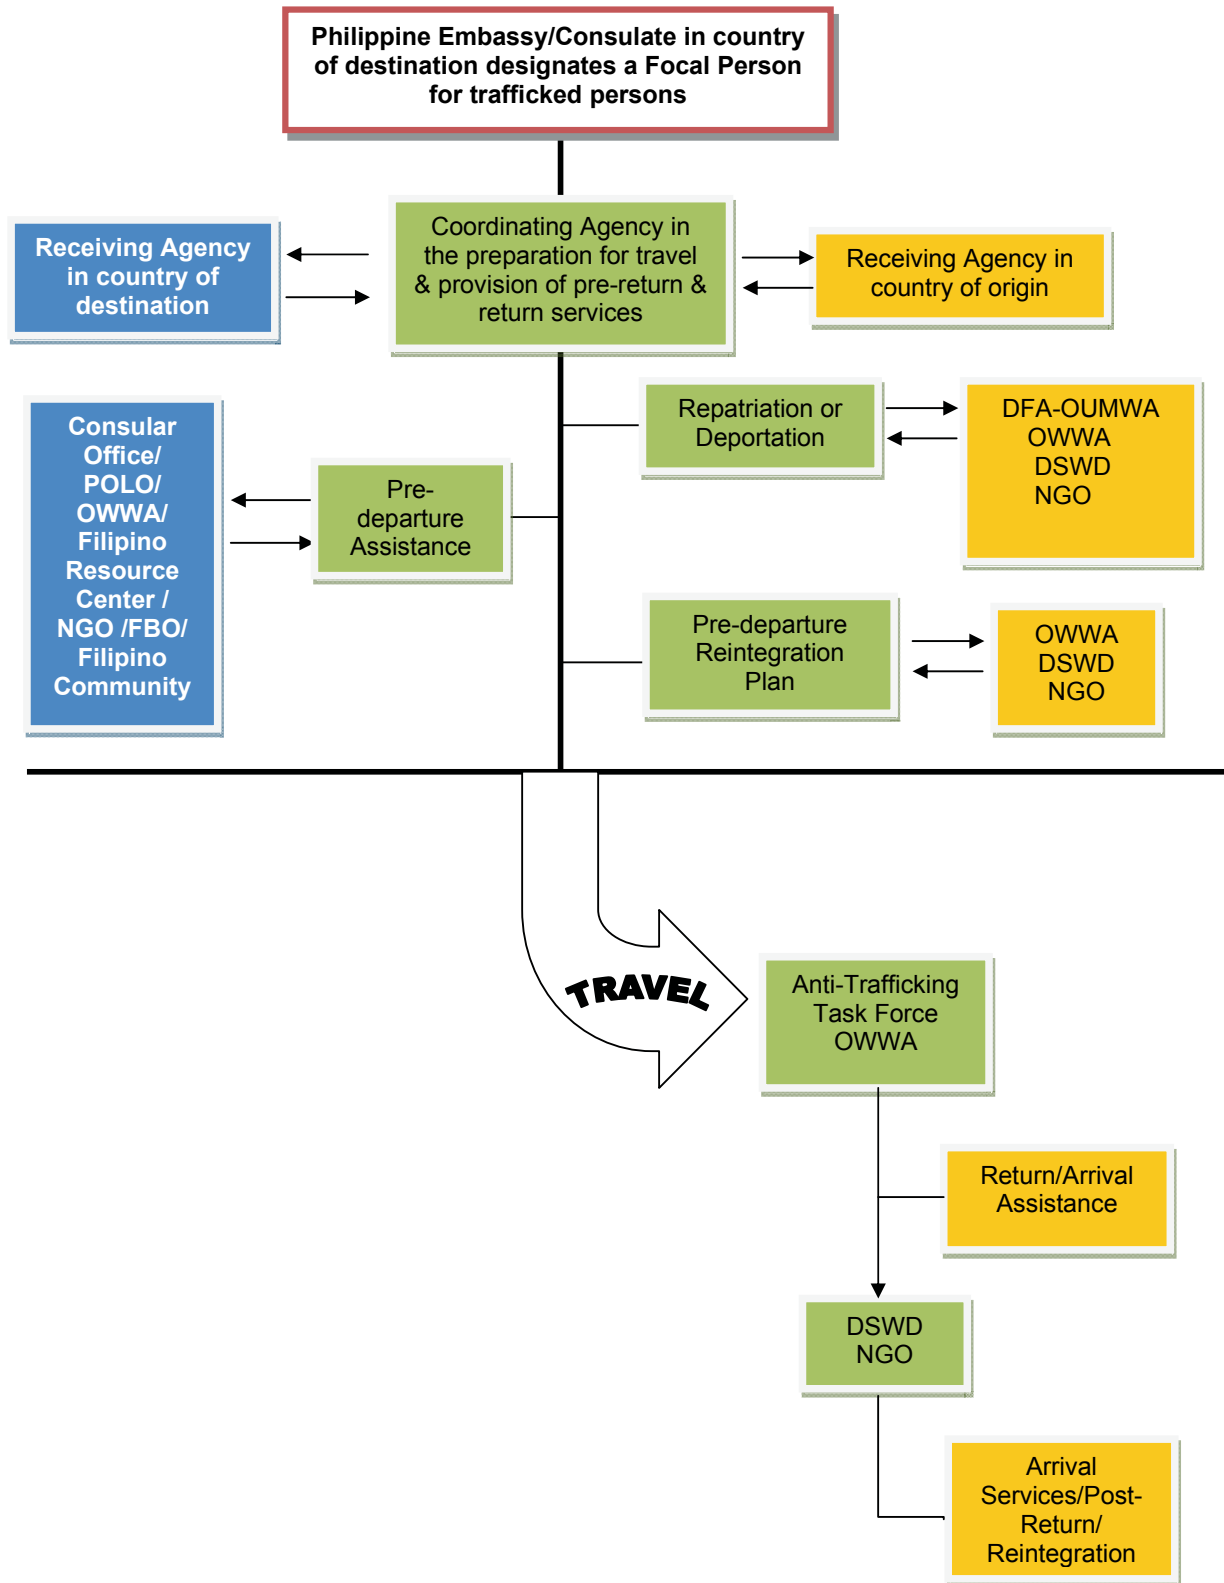 Philippine Embassy/Consulate in country
of destination designates a Focal Person
for trafficked persons
Receiving Agency
in country of
destination
Coordinating Agency in
the preparation for travel
& provision of pre-return &
return services
Receiving Agency in
country of origin
Consular
Office/
POLO/
OWWA/
Filipino
Resource
Center /
NGO /FBO/
Filipino
Community
Pre-
departure
Assistance
Repatriation or
Deportation
DFA-OUMWA
OWWA
DSWD
NGO
Pre-departure
Reintegration
Plan
OWWA
DSWD
NGO
TRAVEL
Anti-Trafficking
Task Force
OWWA
Return/Arrival
Assistance
DSWD
NGO
Arrival
Services/Post-
Return/
Reintegration